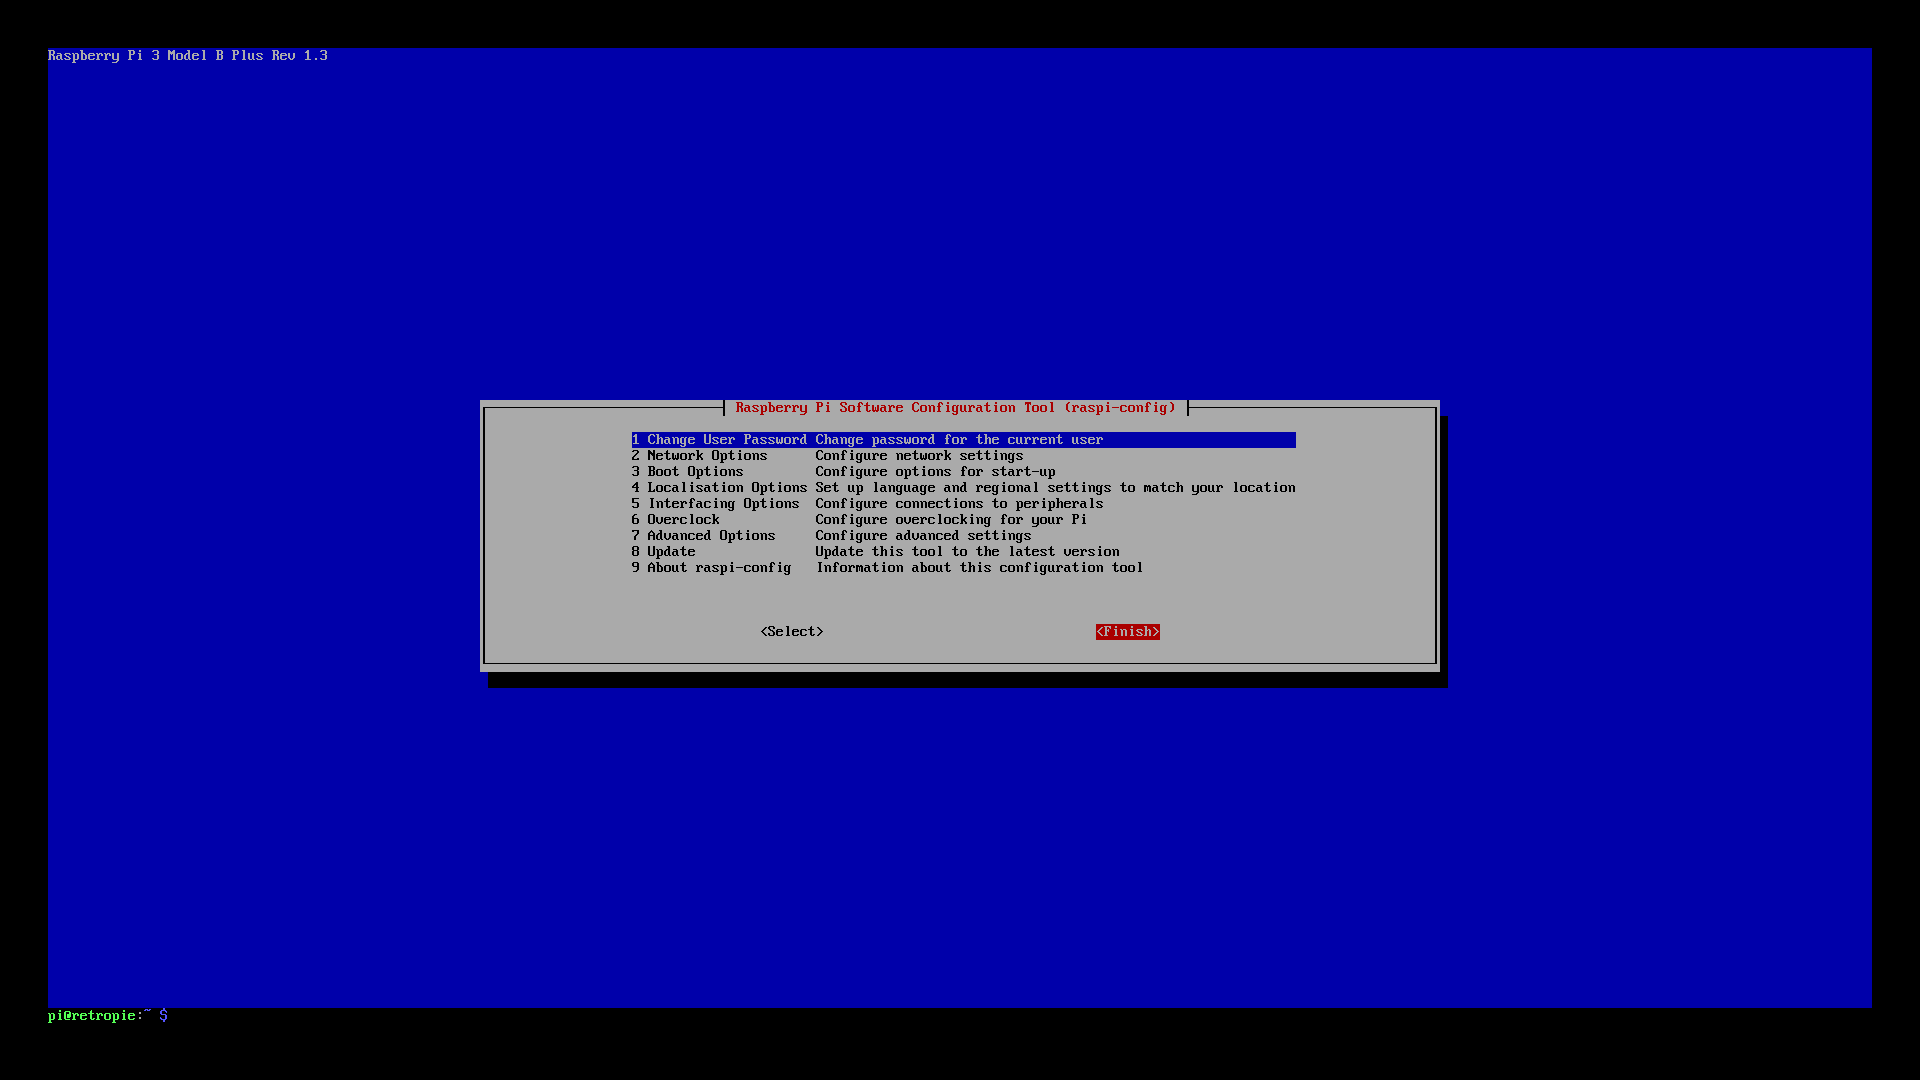 Raspberry Pi 3 Model B Plus Rev 1.3
Raspberry Pi Software Configuration Tool (raspi-config)
1 Change User Password Change password for the current user
2 Network Options Configure network settings
3 Boot Options Configure options for start-up
4 Localisation Options Set up language and regional settings to match your location
5 Interfacing Options Configure connections to peripherals
6 Overclock Configure overclocking for your Pi
7 Advanced Options Configure advanced settings
8 Update Update this tool to the latest version
9 About raspi-config Information about this configuration tool
<Select> <Finish>
pi@retropie:~ $